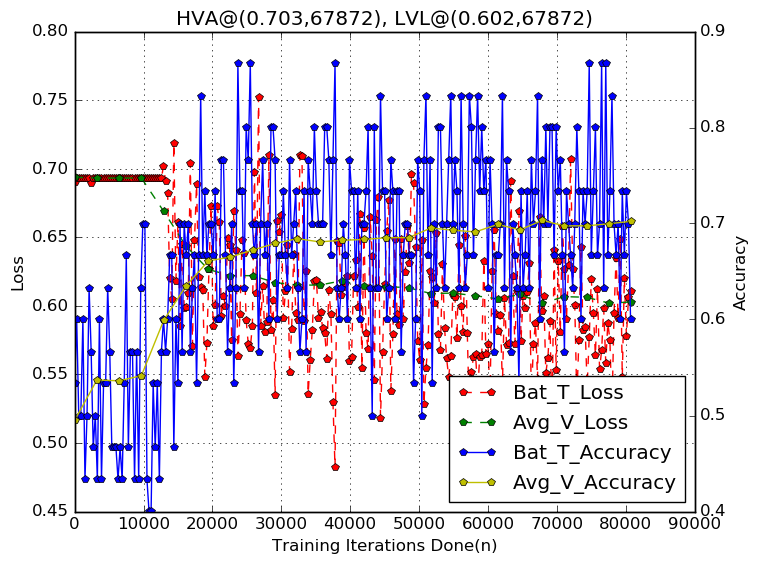 HVA@(0.703,67872), LVL@(0.602,67872)
0.80
0.75
0.70
0.65
0.60
0.55
0.50
0.45
Loss
0.9
0.8
0.7
0.6
0.5
0.4
Accuracy
Bat_T_Loss
Avg_V_Loss
Bat_T_Accuracy
Avg_V_Accuracy
0 10000 20000 30000 40000 50000 60000 70000 80000 90000
Training Iterations Done(n)